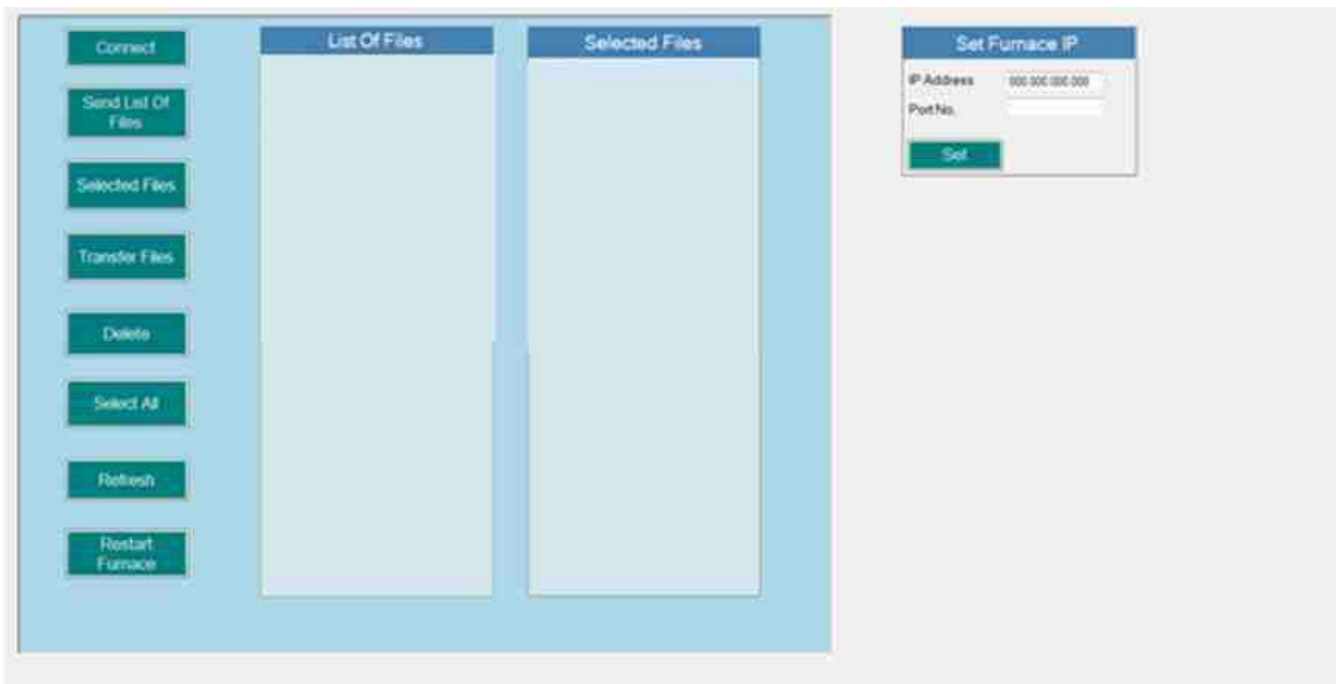 Connect
Send List Of
Files
Selected Files
Transfer Files
Delete
Select All
Refresh
Restart
Furnace
List Of Files
Selected Files
Set Furnace IP
IP Address 000.000.000.000
Port No.
Set